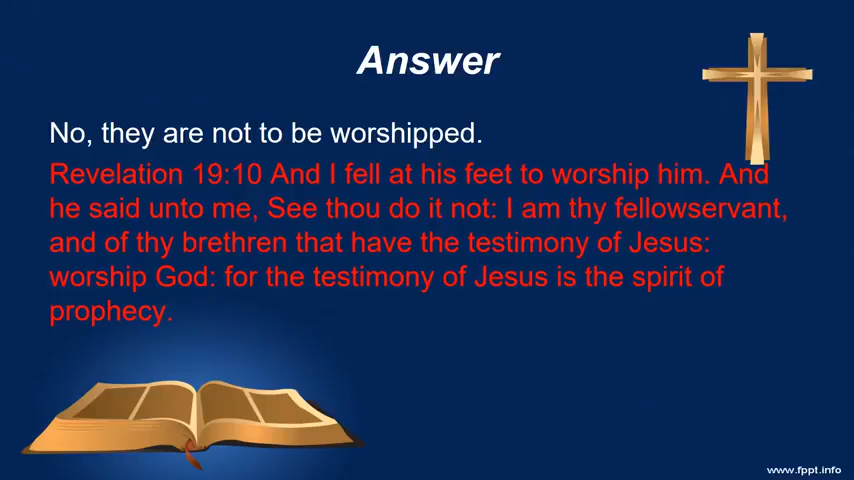 Answer
No, they are not to be worshipped.
Revelation 19:10 And I fell at his feet to worship him. And
he said unto me, See thou do it not: I am thy fellowservant,
and of thy brethren that have the testimony of Jesus:
worship God: for the testimony of Jesus is the spirit of
prophecy.
www.fppt.info